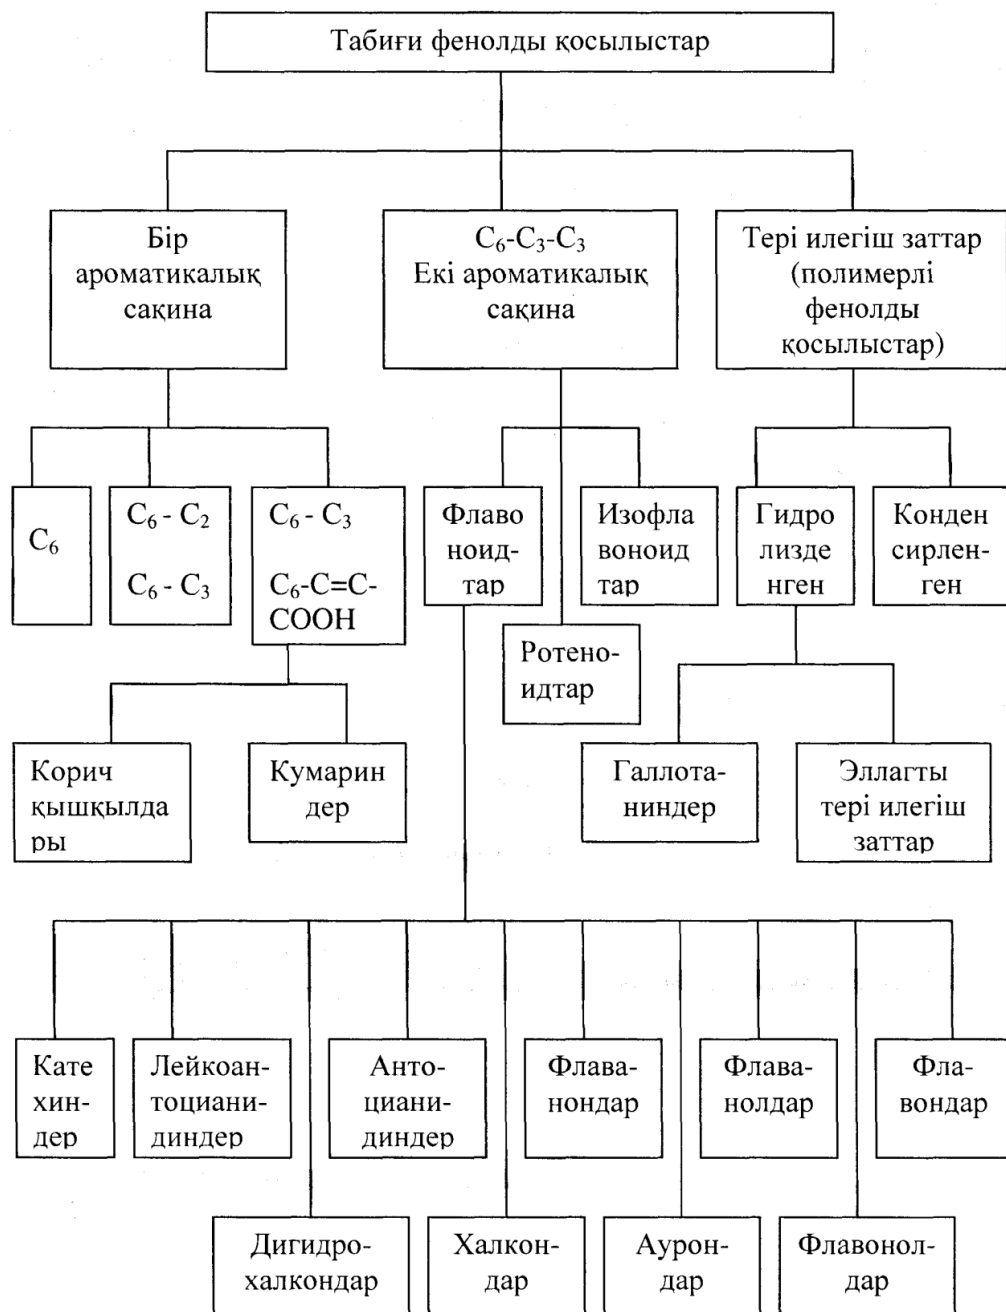 Табиғи фенолды қосылыстар
Бір
ароматикалық
сақина
C₆-C₃-C₃
Екі ароматикалық
сақина
Тері илегіш заттар
(полимерлі
фенолды
қосылыстар)
C₆
C₆ - C₂
C₆ - C₃
C₆ - C₃
C₆-C=C-
COOH
Флаво
ноид-
тар
Изофла
воноид
тар
Гидро
лизде
нген
Конден
сирлен-
ген
Ротено-
идтар
Корич
қышқылда
ры
Кумарин
дер
Галлота-
ниндер
Эллагты
тері илегіш
заттар
Кате
хин-
дер
Лейкоан-
тоциани-
диндер
Анто-
циани-
диндер
Флава-
нондар
Флава-
нолдар
Фла-
вондар
Дигидро-
халкондар
Халкон-
дар
Аурон-
дар
Флавонол-
дар